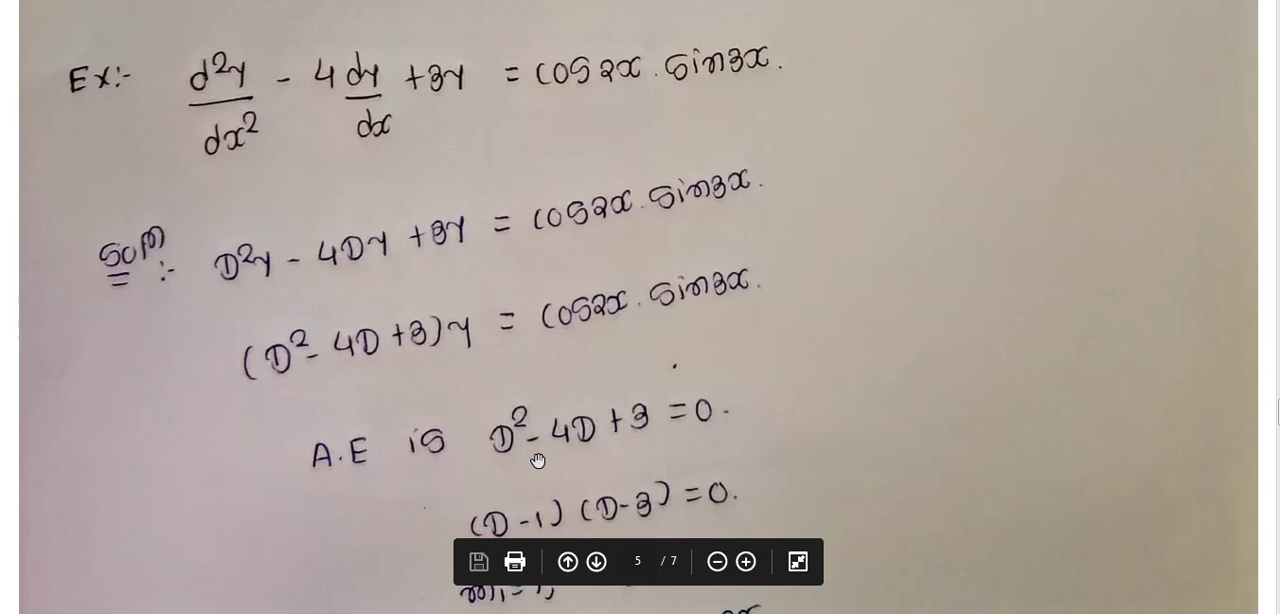 Ex:- d²y/dx² - 4 dy/dx + 3y = cos2x . sin3x.
Soln :- D²y - 4Dy + 3y = cos2x . sin3x.
(D² - 4D + 3)y = cos2x . sin3x.
A.E is D² - 4D + 3 = 0.
(D - 1) (D - 3) = 0.
5 / 7